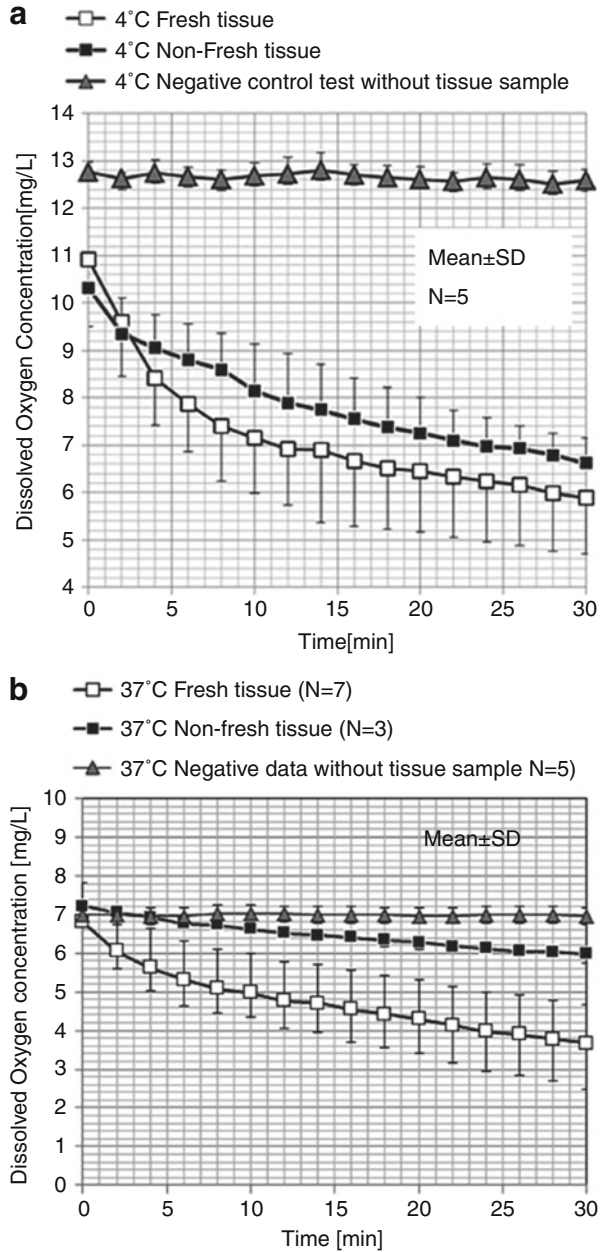 a
4˚C Fresh tissue
4˚C Non-Fresh tissue
4˚C Negative control test without tissue sample
14
13
12
11
10
9
8
7
6
5
4
Dissolved Oxygen Concentration[mg/L]
Mean±SD
N=5
0 5 10 15 20 25 30
Time[min]
b
37˚C Fresh tissue (N=7)
37˚C Non-fresh tissue (N=3)
37˚C Negative data without tissue sample N=5)
10
9
8
7
6
5
4
3
2
1
0
Dissolved Oxygen concentration [mg/L]
Mean±SD
0 5 10 15 20 25 30
Time [min]